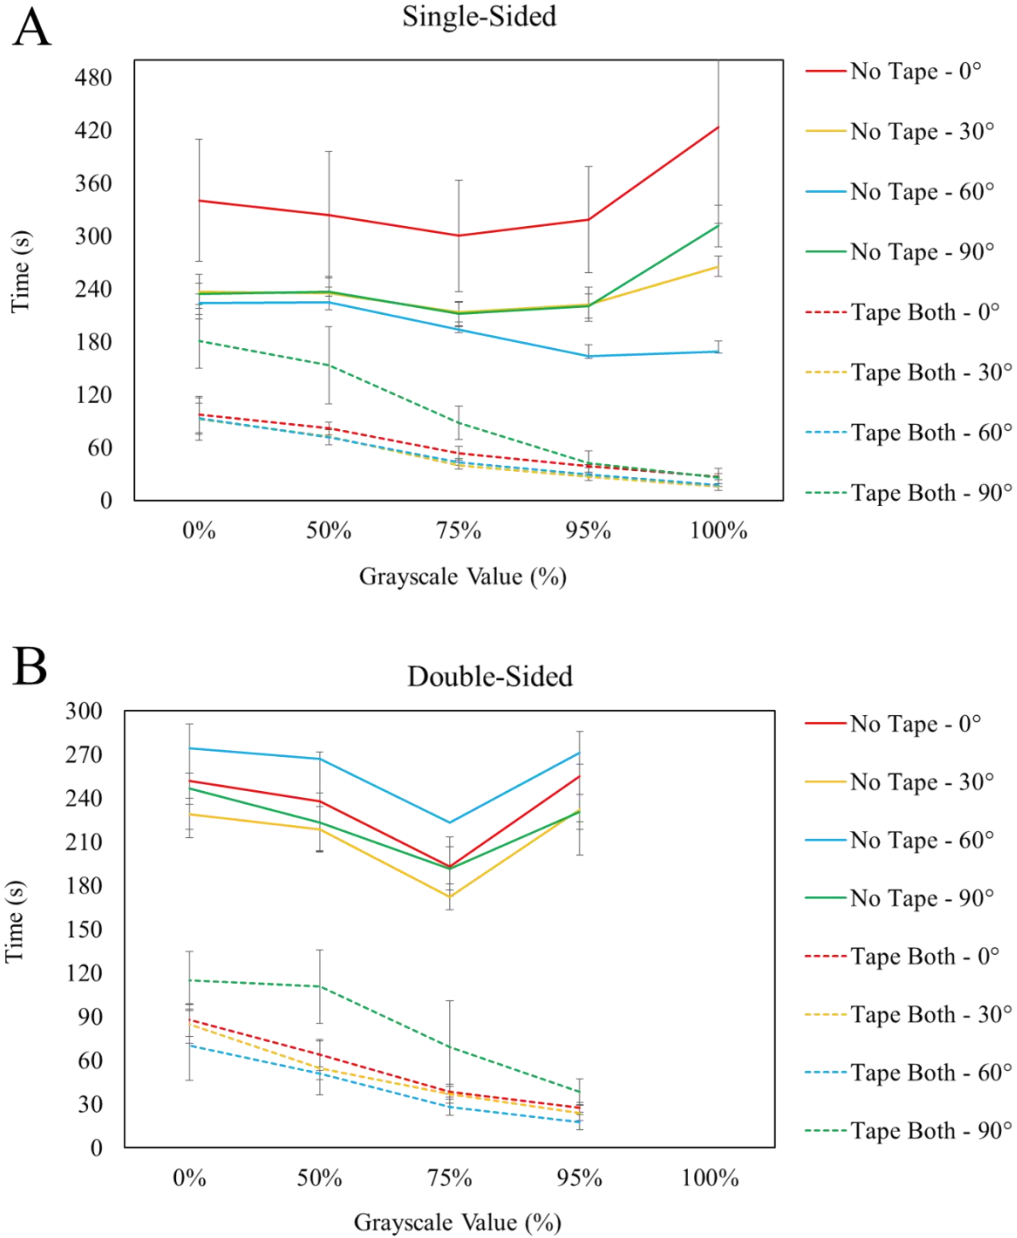 A
Single-Sided
480
420
360
300
240
180
120
60
0
Time (s)
0% 50% 75% 95% 100%
Grayscale Value (%)
No Tape - 0°
No Tape - 30°
No Tape - 60°
No Tape - 90°
Tape Both - 0°
Tape Both - 30°
Tape Both - 60°
Tape Both - 90°
B
Double-Sided
300
270
240
210
180
150
120
90
60
30
0
Time (s)
0% 50% 75% 95% 100%
Grayscale Value (%)
No Tape - 0°
No Tape - 30°
No Tape - 60°
No Tape - 90°
Tape Both - 0°
Tape Both - 30°
Tape Both - 60°
Tape Both - 90°